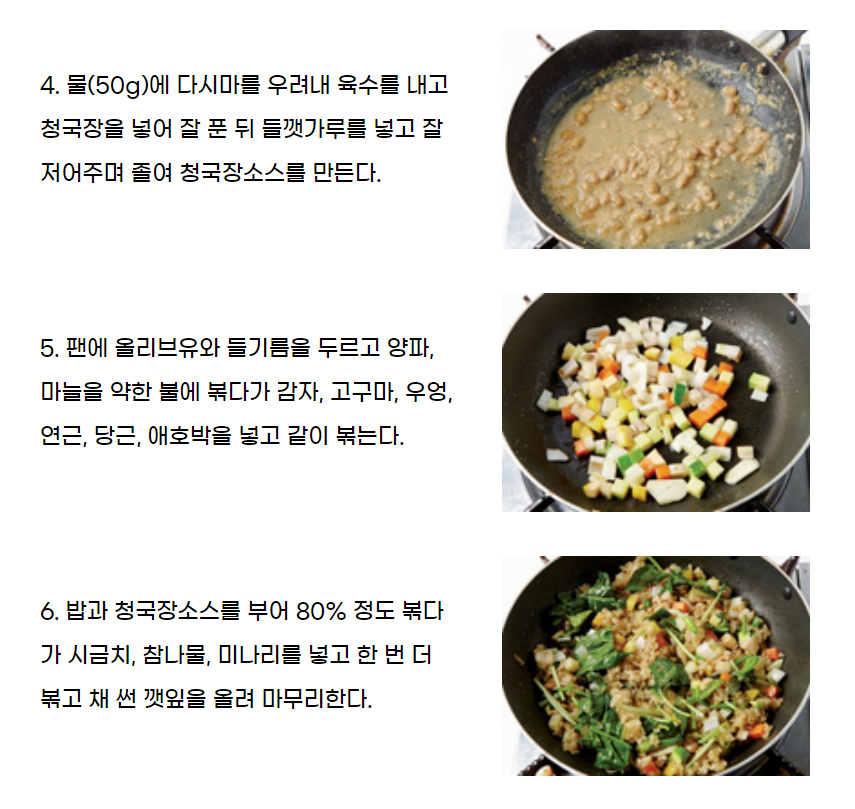 4. 물(50g)에 다시마를 우려내 육수를 내고
청국장을 넣어 잘 푼 뒤 들깻가루를 넣고 잘
저어주며 졸여 청국장소스를 만든다.
5. 팬에 올리브유와 들기름을 두르고 양파,
마늘을 약한 불에 볶다가 감자, 고구마, 우엉,
연근, 당근, 애호박을 넣고 같이 볶는다.
6. 밥과 청국장소스를 부어 80% 정도 볶다
가 시금치, 참나물, 미나리를 넣고 한 번 더
볶고 채 썬 깻잎을 올려 마무리한다.